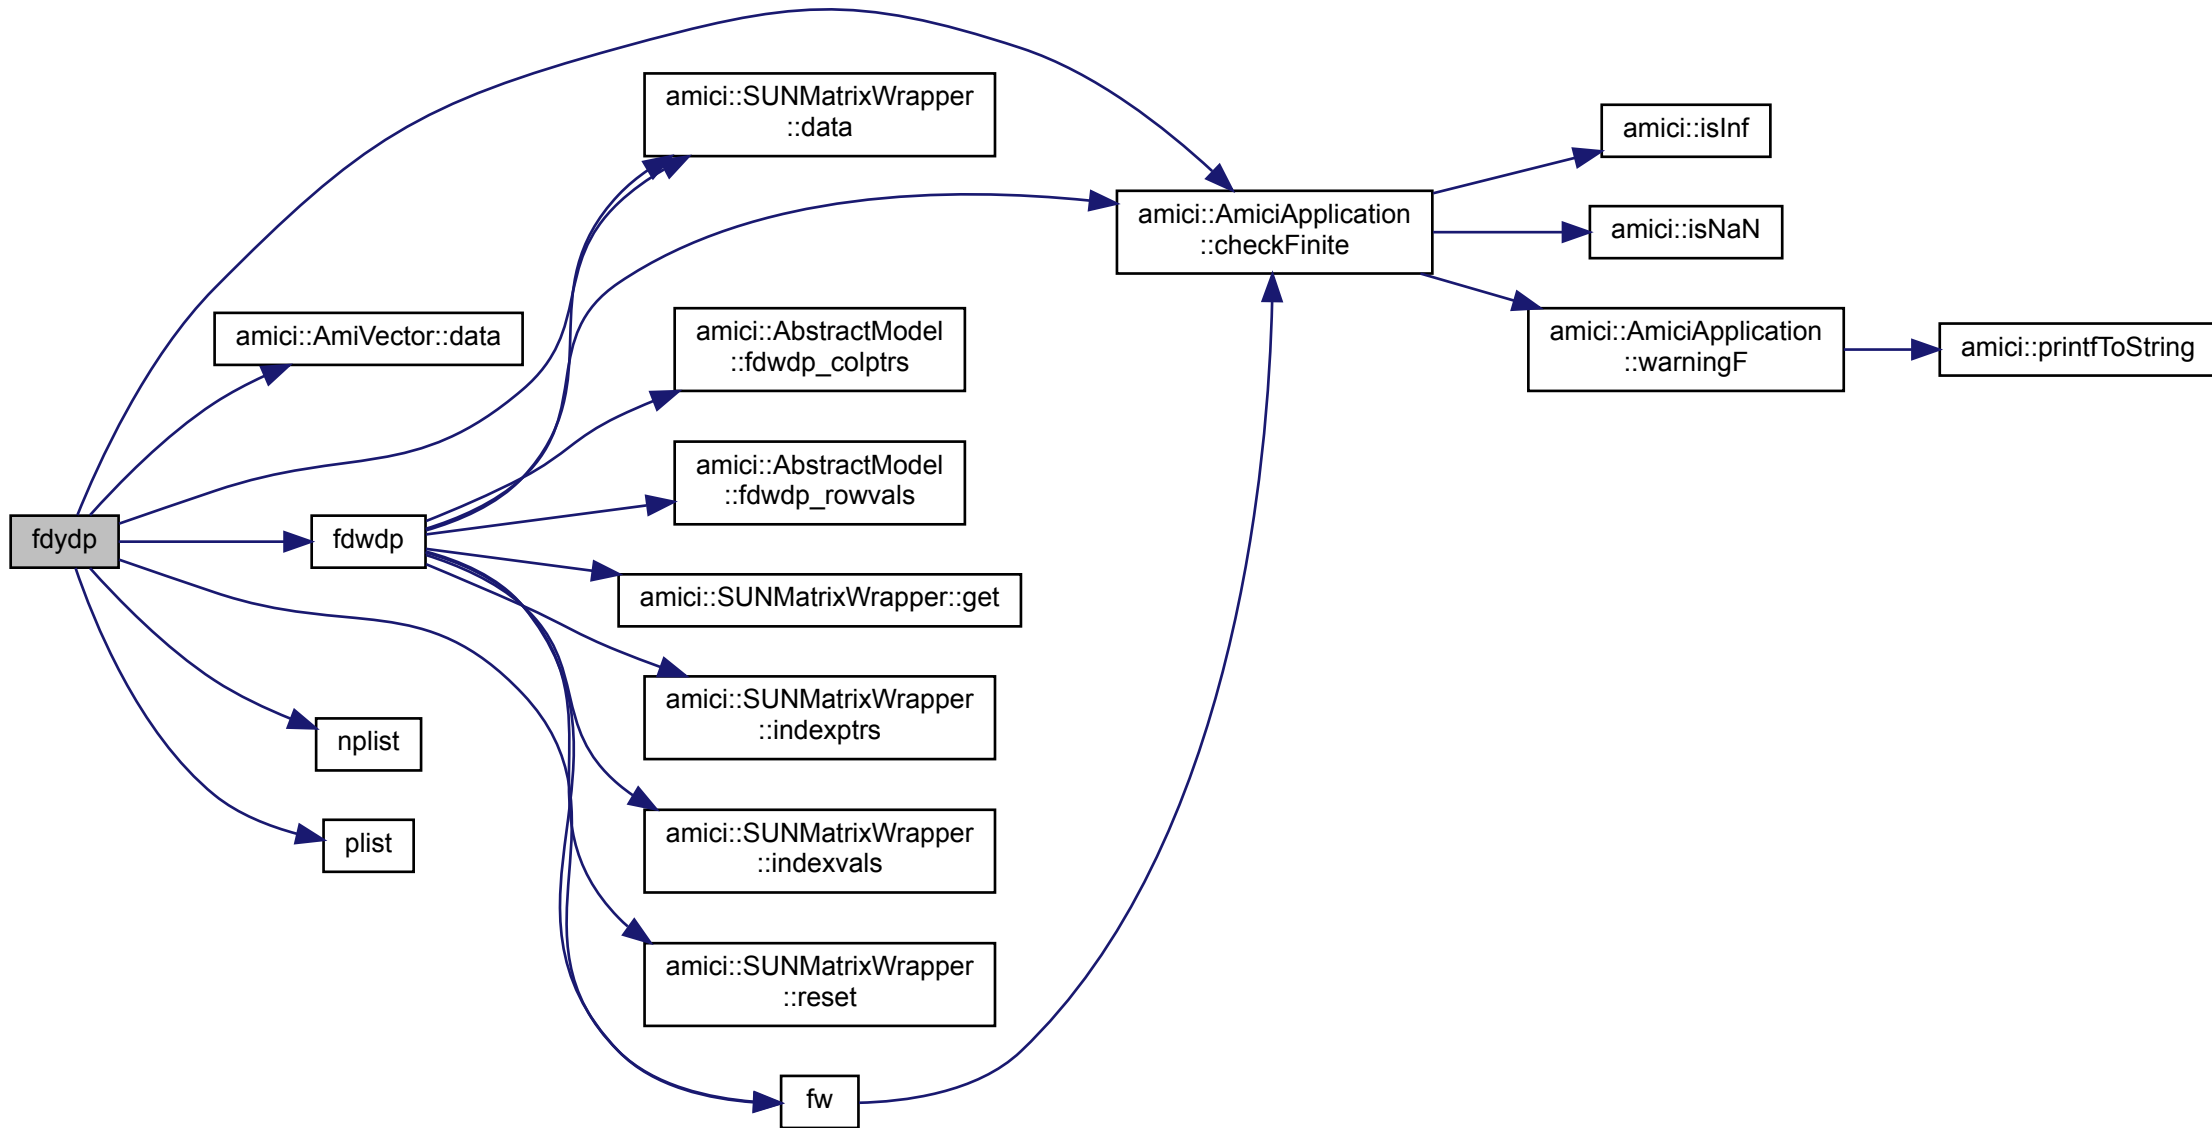 fdydp
amici::AmiVector::data
fdwdp
nplist
plist
amici::SUNMatrixWrapper
::data
amici::AbstractModel
::fdwdp_colptrs
amici::AbstractModel
::fdwdp_rowvals
amici::SUNMatrixWrapper::get
amici::SUNMatrixWrapper
::indexptrs
amici::SUNMatrixWrapper
::indexvals
amici::SUNMatrixWrapper
::reset
fw
amici::AmiciApplication
::checkFinite
amici::isInf
amici::isNaN
amici::AmiciApplication
::warningF
amici::printfToString